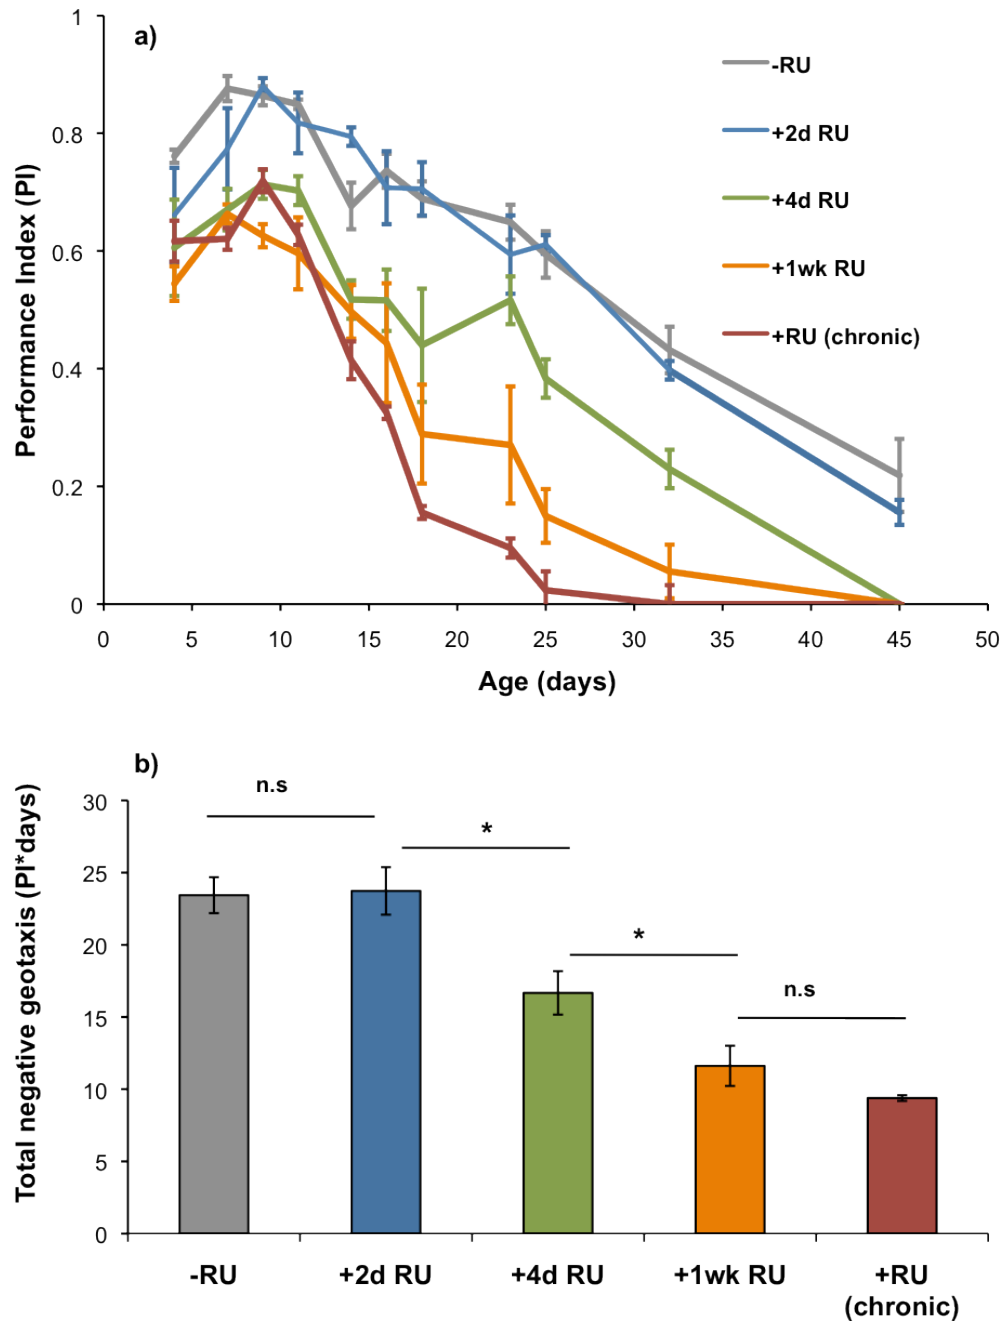 a)
1
0.8
0.6
0.4
0.2
0
Performance Index (PI)
0 5 10 15 20 25 30 35 40 45 50
Age (days)
-RU
+2d RU
+4d RU
+1wk RU
+RU (chronic)
b)
30
25
20
15
10
5
0
Total negative geotaxis (PI*days)
n.s
*
*
n.s
-RU +2d RU +4d RU +1wk RU +RU
(chronic)